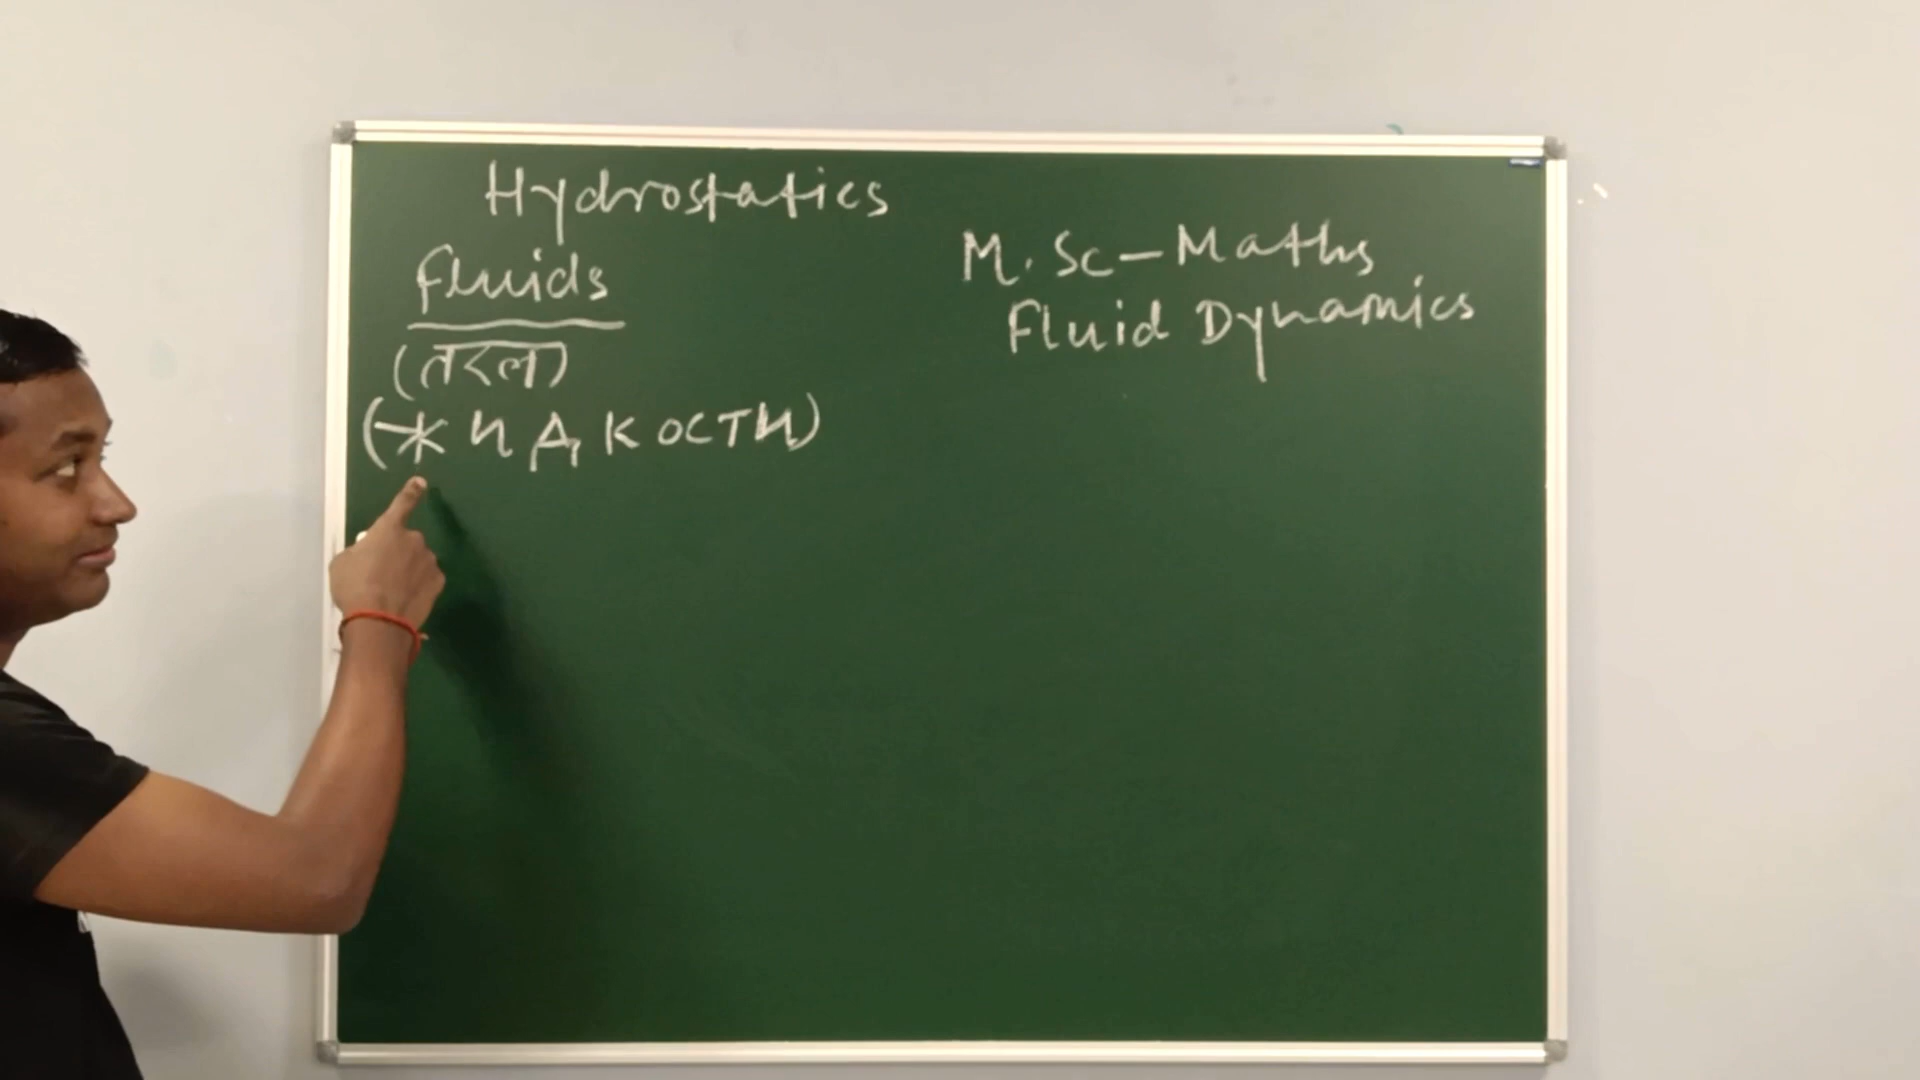 Hydrostatics
Fluids
(तरल)
(ЖИДКОСТИ)
M.Sc-Maths
Fluid Dynamics